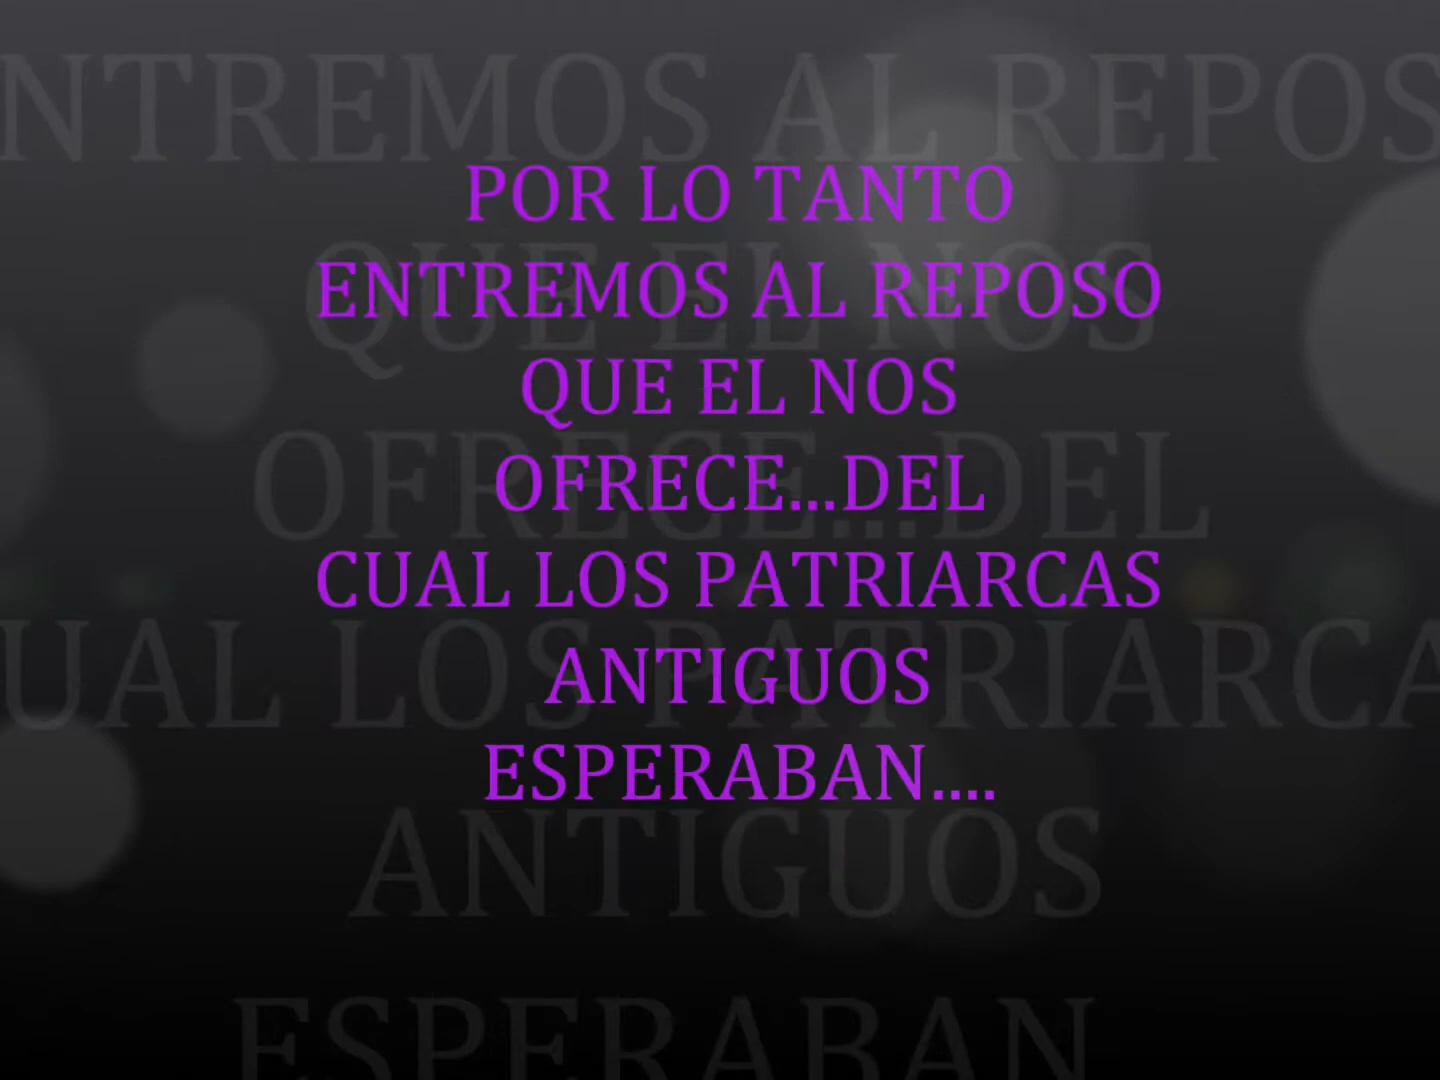 POR LO TANTO
ENTREMOS AL REPOSO
QUE EL NOS
OFRECE...DEL
CUAL LOS PATRIARCAS
ANTIGUOS
ESPERABAN....